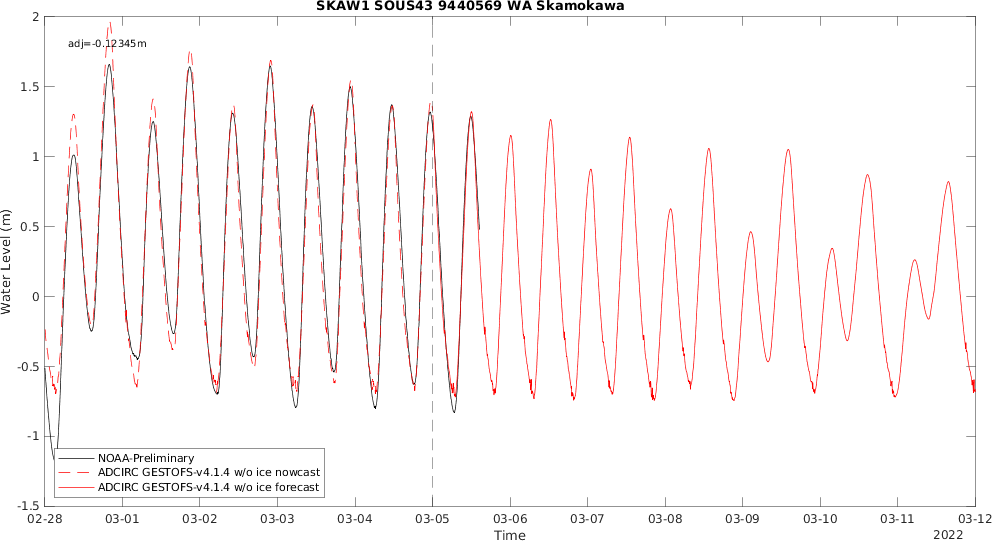 SKAW1 SOUS43 9440569 WA Skamokawa
adj=-0.12345m
2
1.5
1
0.5
0
-0.5
-1
-1.5
Water Level (m)
NOAA-Preliminary
ADCIRC GESTOFS-v4.1.4 w/o ice nowcast
ADCIRC GESTOFS-v4.1.4 w/o ice forecast
02-28 03-01 03-02 03-03 03-04 03-05 03-06 03-07 03-08 03-09 03-10 03-11 03-12
Time
2022